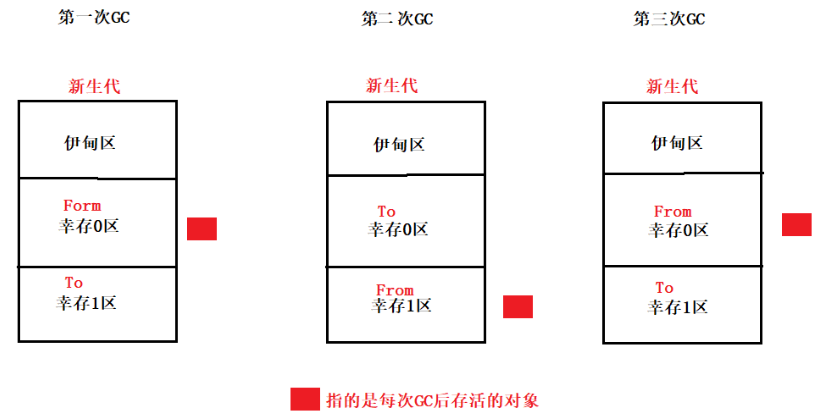 第一次GC
第二次GC
第三次GC
新生代
新生代
新生代
伊甸区
伊甸区
伊甸区
Form
幸存0区
To
幸存0区
From
幸存0区
To
幸存1区
From
幸存1区
To
幸存1区
指的是每次GC后存活的对象